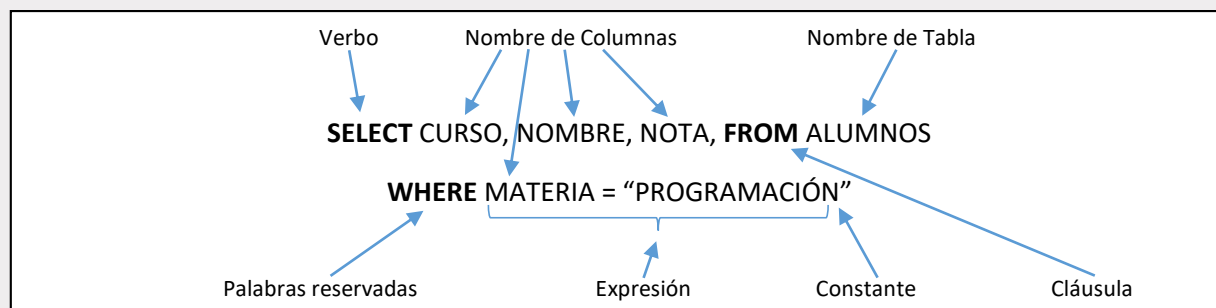 Verbo Nombre de Columnas Nombre de Tabla
SELECT CURSO, NOMBRE, NOTA, FROM ALUMNOS
WHERE MATERIA = “PROGRAMACIÓN”
Palabras reservadas Expresión Constante Cláusula